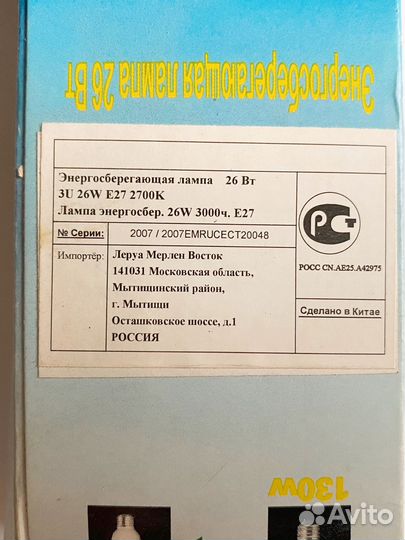 Энергосберегающая лампа 26 Вт
Энергосберегающая лампа 26 Вт
3U 26W E27 2700K
Лампа энергосбер. 26W 3000ч. E27
№ Серии: 2007 / 2007EMRUCECT20048
Импортёр: Леруа Мерлен Восток
141031 Московская область,
Мытищинский район,
г. Мытищи
Осташковское шоссе, д.1
РОССИЯ
РСТ
РОСС CN.AE25.A42975
Сделано в Китае
130w
Avito